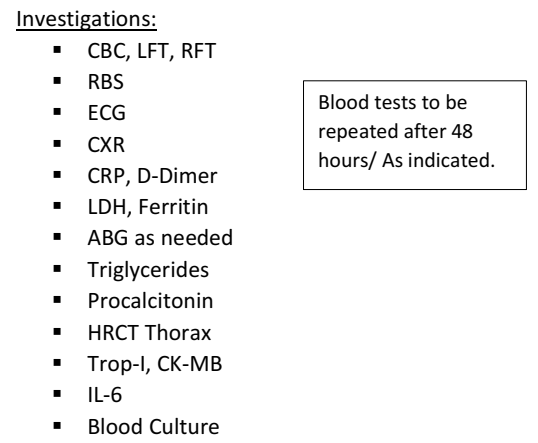 Investigations:
▪ CBC, LFT, RFT
▪ RBS
▪ ECG
▪ CXR
▪ CRP, D-Dimer
▪ LDH, Ferritin
▪ ABG as needed
▪ Triglycerides
▪ Procalcitonin
▪ HRCT Thorax
▪ Trop-I, CK-MB
▪ IL-6
▪ Blood Culture
Blood tests to be
repeated after 48
hours/ As indicated.